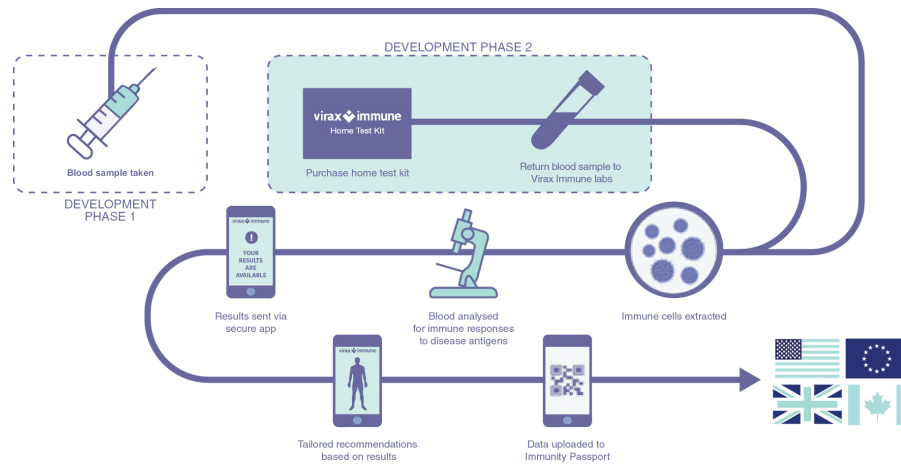 DEVELOPMENT PHASE 2
virax immune
Home Test Kit
Blood sample taken
Purchase home test kit
Return blood sample to
Virax Immune labs
DEVELOPMENT
PHASE 1
virax immune
!
YOUR
RESULTS
ARE
AVAILABLE
Results sent via
secure app
Blood analysed
for immune responses
to disease antigens
Immune cells extracted
virax immune
Tailored recommendations
based on results
Data uploaded to
Immunity Passport